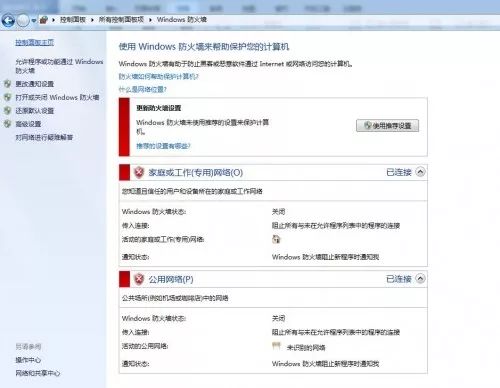 控制面板 ▸ 所有控制面板项 ▸ Windows 防火墙
控制面板主页
允许程序或功能通过 Windows
防火墙
更改通知设置
打开或关闭 Windows 防火墙
还原默认设置
高级设置
对网络进行疑难解答
另请参阅
操作中心
网络和共享中心
使用 Windows 防火墙来帮助保护您的计算机
Windows 防火墙有助于防止黑客或恶意软件通过 Internet 或网络访问您的计算机。
防火墙如何帮助保护计算机?
什么是网络位置?
更新防火墙设置
Windows 防火墙未使用推荐的设置来保护计算
机。
推荐的设置有哪些?
使用推荐设置
家庭或工作(专用)网络(O) 已连接
您知道且信任的用户和设备所在的家庭或工作网络
Windows 防火墙状态: 关闭
传入连接: 阻止所有与未在允许程序列表中的程序的连接
活动的家庭或工作(专用)网络:
通知状态: Windows 防火墙阻止新程序时通知我
公用网络(P) 已连接
公共场所(例如机场或咖啡店)中的网络
Windows 防火墙状态: 关闭
传入连接: 阻止所有与未在允许程序列表中的程序的连接
活动的公用网络: 未识别的网络
通知状态: Windows 防火墙阻止新程序时通知我